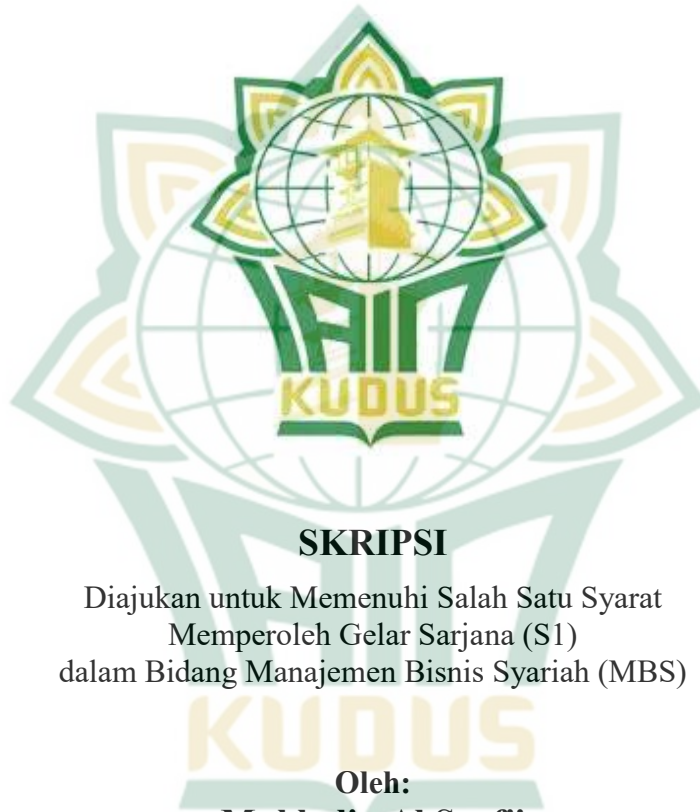 IAIN
KUDUS
SKRIPSI
Diajukan untuk Memenuhi Salah Satu Syarat
Memperoleh Gelar Sarjana (S1)
dalam Bidang Manajemen Bisnis Syariah (MBS)
KUDUS
Oleh: